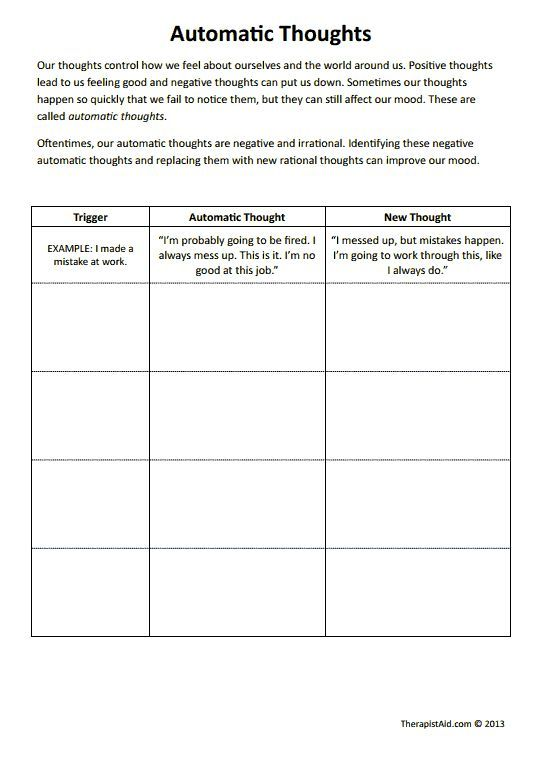 Automatic Thoughts
Our thoughts control how we feel about ourselves and the world around us. Positive thoughts
lead to us feeling good and negative thoughts can put us down. Sometimes our thoughts
happen so quickly that we fail to notice them, but they can still affect our mood. These are
called automatic thoughts.
Oftentimes, our automatic thoughts are negative and irrational. Identifying these negative
automatic thoughts and replacing them with new rational thoughts can improve our mood.
Trigger
Automatic Thought
New Thought
EXAMPLE: I made a
mistake at work.
“I’m probably going to be fired. I
always mess up. This is it. I’m no
good at this job.”
“I messed up, but mistakes happen.
I’m going to work through this, like
I always do.”
TherapistAid.com © 2013